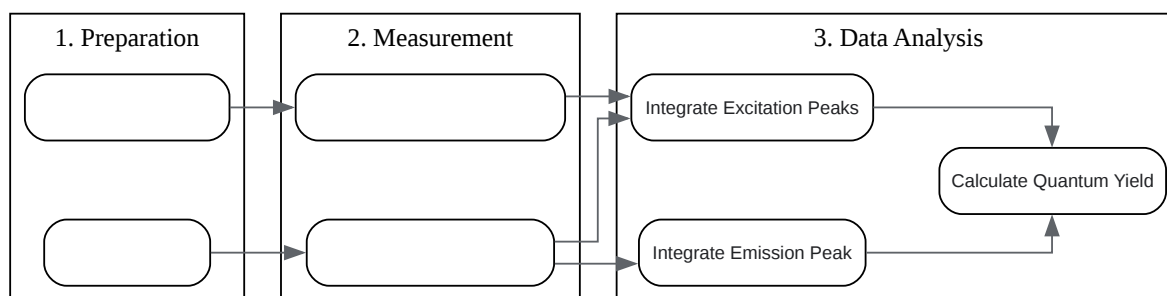 1. Preparation
2. Measurement
3. Data Analysis
Integrate Excitation Peaks
Calculate Quantum Yield
Integrate Emission Peak